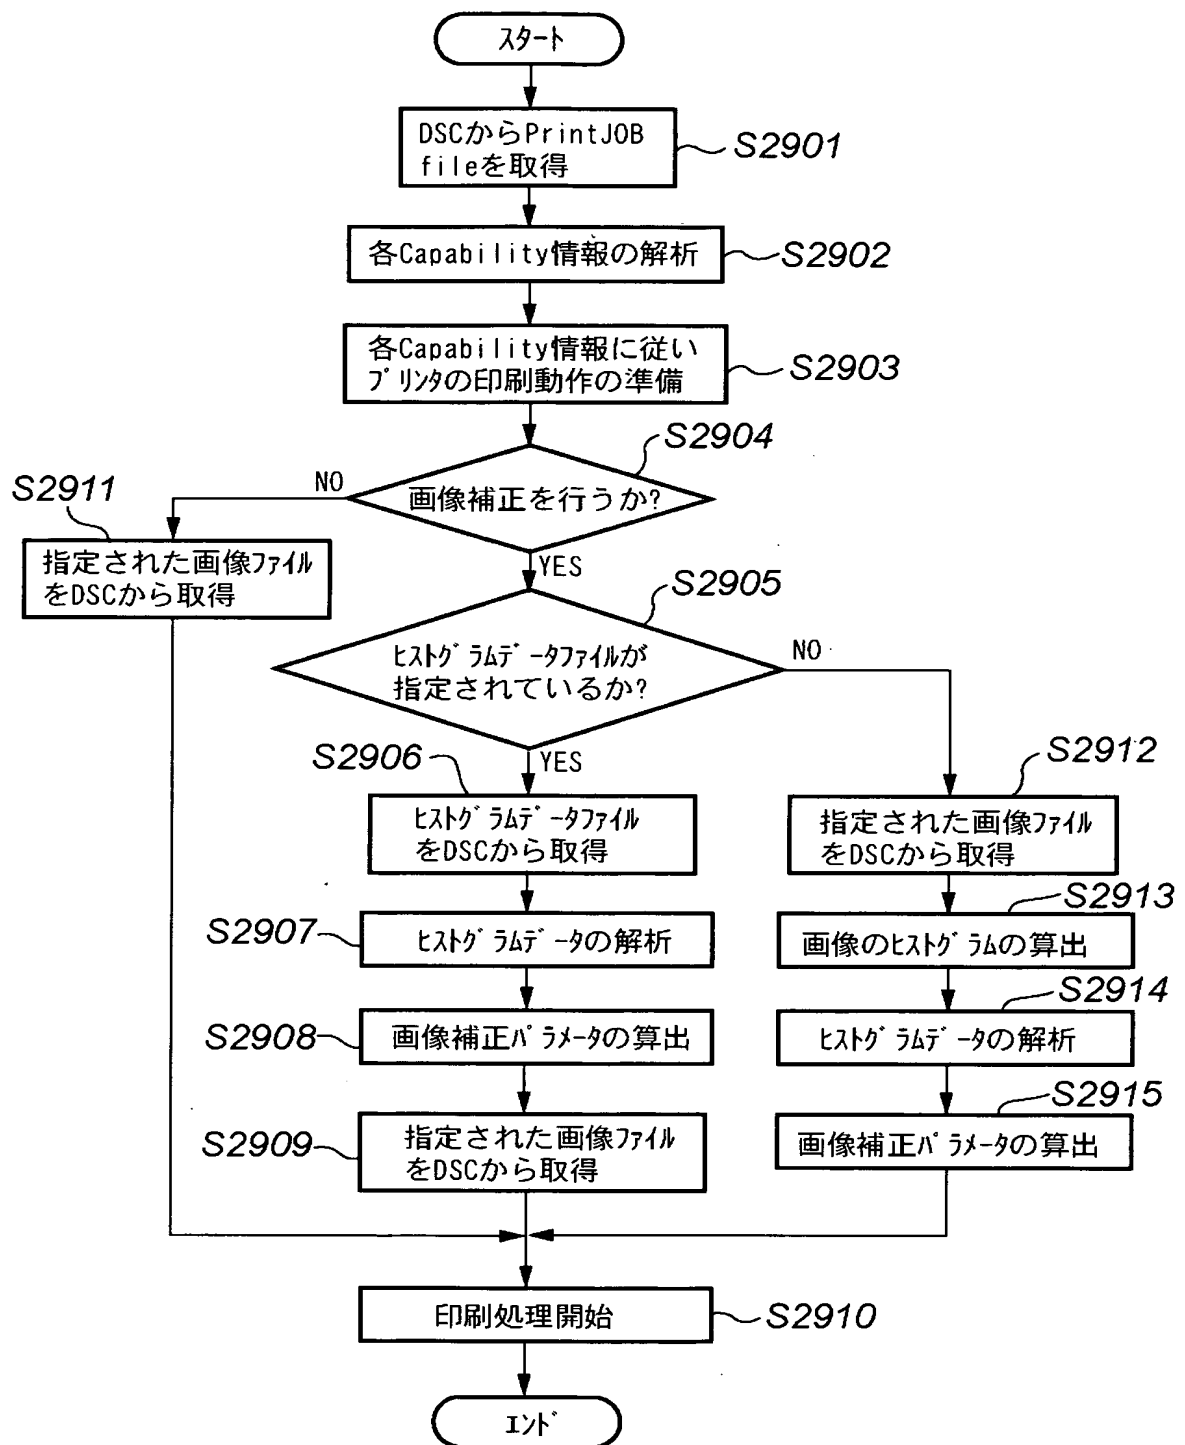 スタート
DSCからPrintJOB
fileを取得
S2901
各Capability情報の解析
S2902
各Capability情報に従い
ﾌﾟﾘﾝﾀの印刷動作の準備
S2903
S2904
画像補正を行うか?
NO
YES
S2911
指定された画像ﾌｧｲﾙ
をDSCから取得
S2905
ﾋｽﾄｸﾞﾗﾑﾃﾞｰﾀﾌｧｲﾙが
指定されているか?
NO
YES
S2906
ﾋｽﾄｸﾞﾗﾑﾃﾞｰﾀﾌｧｲﾙ
をDSCから取得
S2907
ﾋｽﾄｸﾞﾗﾑﾃﾞｰﾀの解析
S2908
画像補正ﾊﾟﾗﾒｰﾀの算出
S2909
指定された画像ﾌｧｲﾙ
をDSCから取得
S2912
指定された画像ﾌｧｲﾙ
をDSCから取得
S2913
画像のﾋｽﾄｸﾞﾗﾑの算出
S2914
ﾋｽﾄｸﾞﾗﾑﾃﾞｰﾀの解析
S2915
画像補正ﾊﾟﾗﾒｰﾀの算出
印刷処理開始
S2910
ｴﾝﾄﾞ